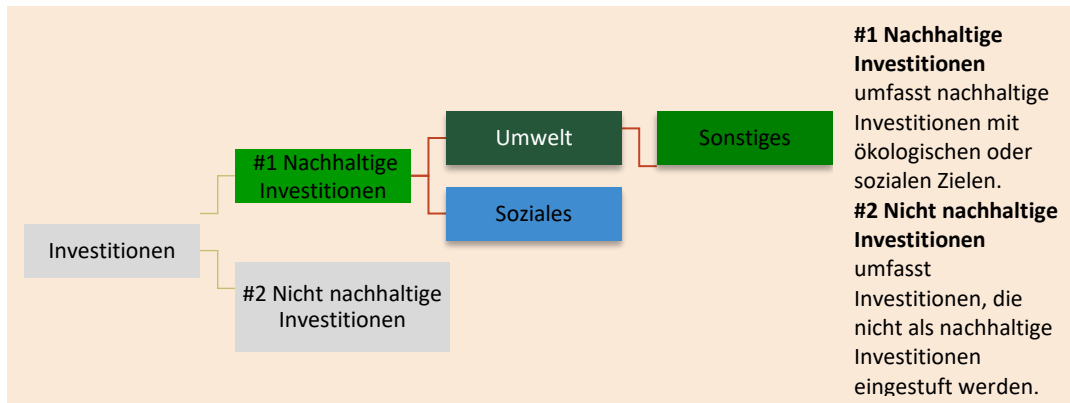 Investitionen
#1 Nachhaltige
Investitionen
#2 Nicht nachhaltige
Investitionen
Umwelt
Soziales
Sonstiges
#1 Nachhaltige
Investitionen
umfasst nachhaltige
Investitionen mit
ökologischen oder
sozialen Zielen.
#2 Nicht nachhaltige
Investitionen
umfasst
Investitionen, die
nicht als nachhaltige
Investitionen
eingestuft werden.